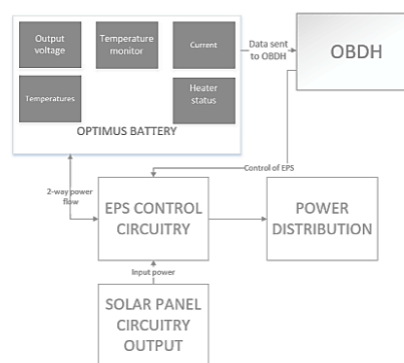 Output
voltage
Temperature
monitor
Current
Data sent
to OBDH
OBDH
Temperatures
Heater
status
OPTIMUS BATTERY
Control of EPS
2-way power
flow
EPS CONTROL
CIRCUITRY
POWER
DISTRIBUTION
Input power
SOLAR PANEL
CIRCUITRY
OUTPUT